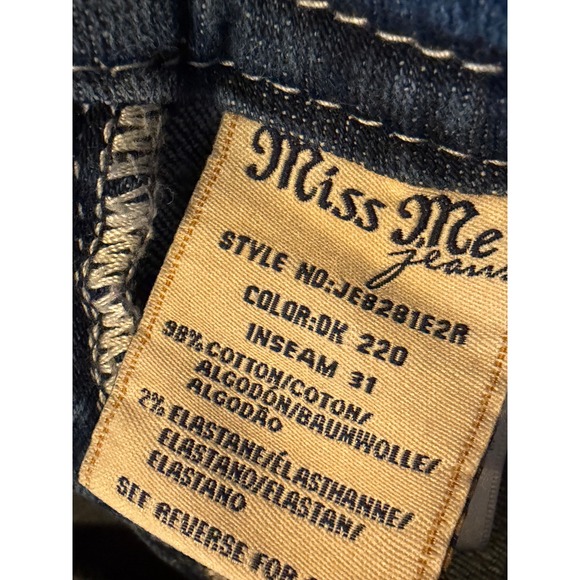 Miss Me
jeans
STYLE NO:JE8281E2R
COLOR:DK 220
INSEAM 31
98% COTTON/COTON/
ALGODÓN/BAUMWOLLE/
ALGODÃO
2% ELASTANE/ÉLASTHANNE/
ELASTANO/ELASTAN/
ELASTANO
SEE REVERSE FOR